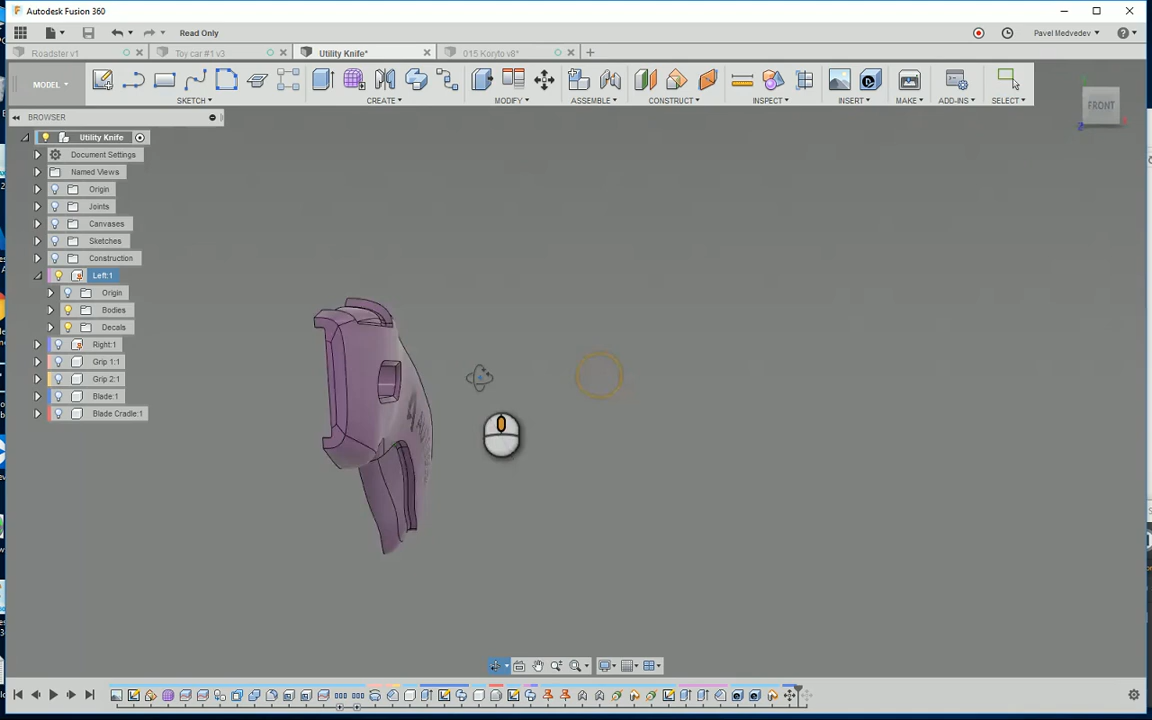 Autodesk Fusion 360
Read Only
Pavel Medvedev
Roadster v1
Toy car #1 v3
Utility Knife*
015 Koryto v8*
MODEL
SKETCH
CREATE
MODIFY
ASSEMBLE
CONSTRUCT
INSPECT
INSERT
MAKE
ADD-INS
SELECT
BROWSER
FRONT
Utility Knife
Document Settings
Named Views
Origin
Joints
Canvases
Sketches
Construction
Left:1
Origin
Bodies
Decals
Right:1
Grip 1:1
Grip 2:1
Blade:1
Blade Cradle:1